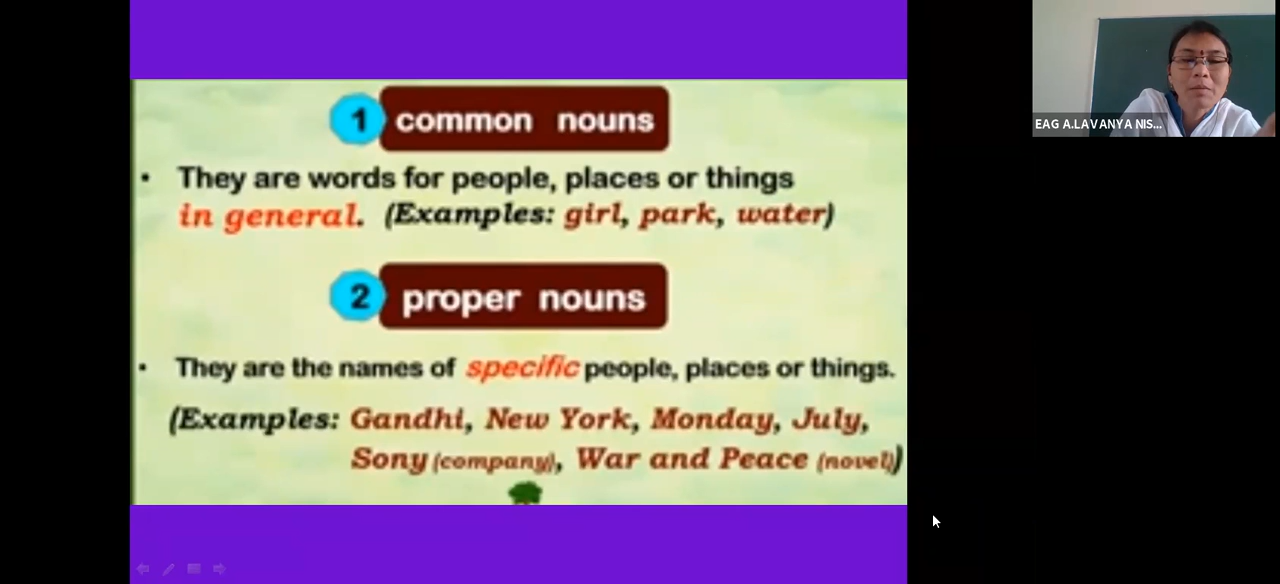 1 common nouns
• They are words for people, places or things
in general. (Examples: girl, park, water)
2 proper nouns
• They are the names of specific people, places or things.
(Examples: Gandhi, New York, Monday, July,
Sony (company), War and Peace (novel))
EAG A.LAVANYA NIS...